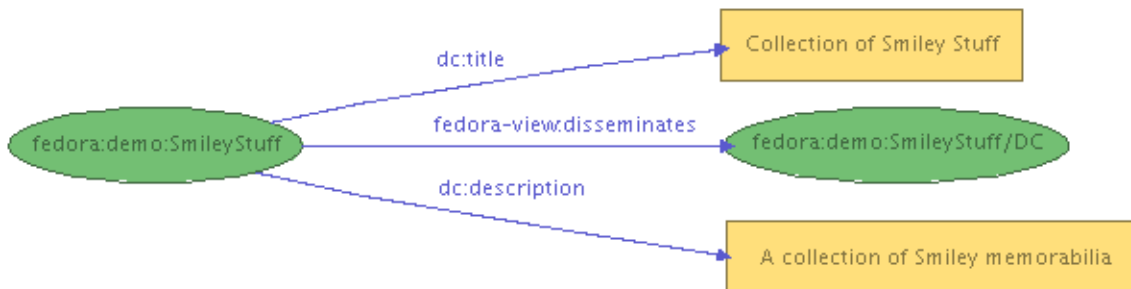 Collection of Smiley Stuff
dc:title
fedora-view:disseminates
fedora:demo:SmileyStuff
fedora:demo:SmileyStuff/DC
dc:description
A collection of Smiley memorabilia